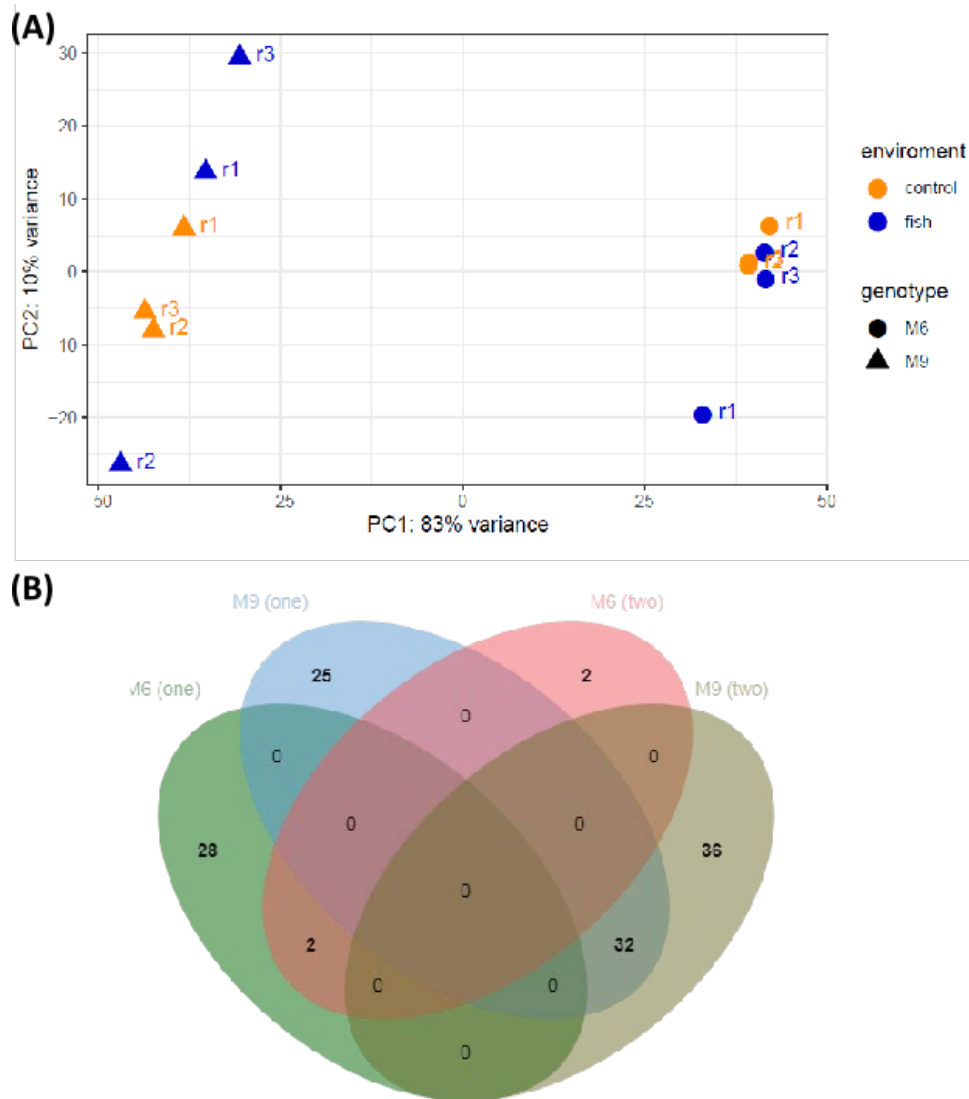 (A)
30
20
10
0
10
−20
PC2: 10% variance
r3
r1
r1
r3
r2
r2
r1
r2
r3
r1
50
25
0
25
50
PC1: 83% variance
enviroment
control
fish
genotype
M6
M9
(B)
M9 (one)
M6 (two)
M6 (one)
M9 (two)
25
2
0
0
0
0
0
28
36
0
2
32
0
0
0